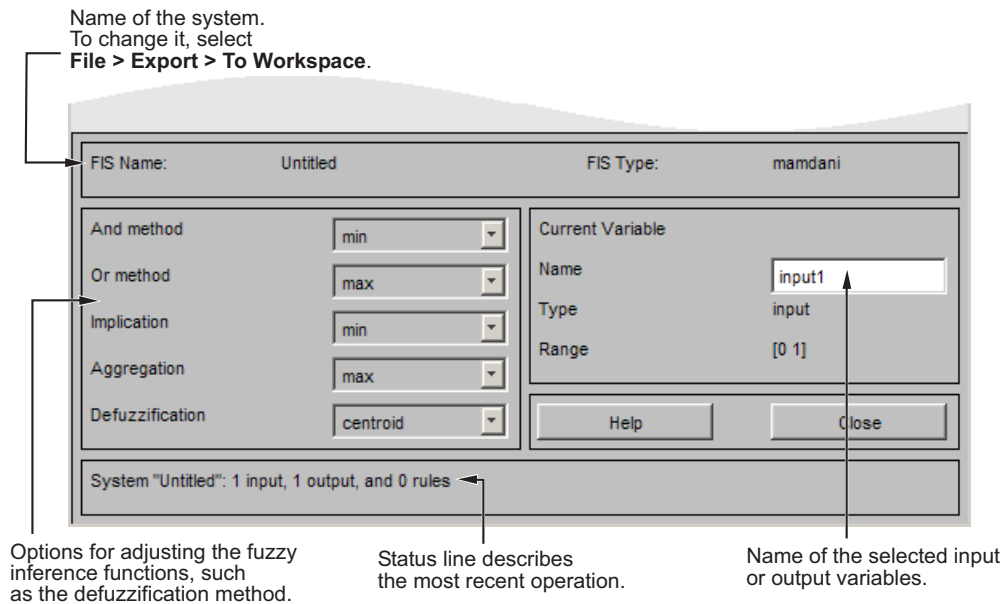 Name of the system.
To change it, select
File > Export > To Workspace.
FIS Name: Untitled FIS Type: mamdani
And method min
Or method max
Implication min
Aggregation max
Defuzzification centroid
Current Variable
Name input1
Type input
Range [0 1]
Help Close
System "Untitled": 1 input, 1 output, and 0 rules
Options for adjusting the fuzzy
inference functions, such
as the defuzzification method.
Status line describes
the most recent operation.
Name of the selected input
or output variables.